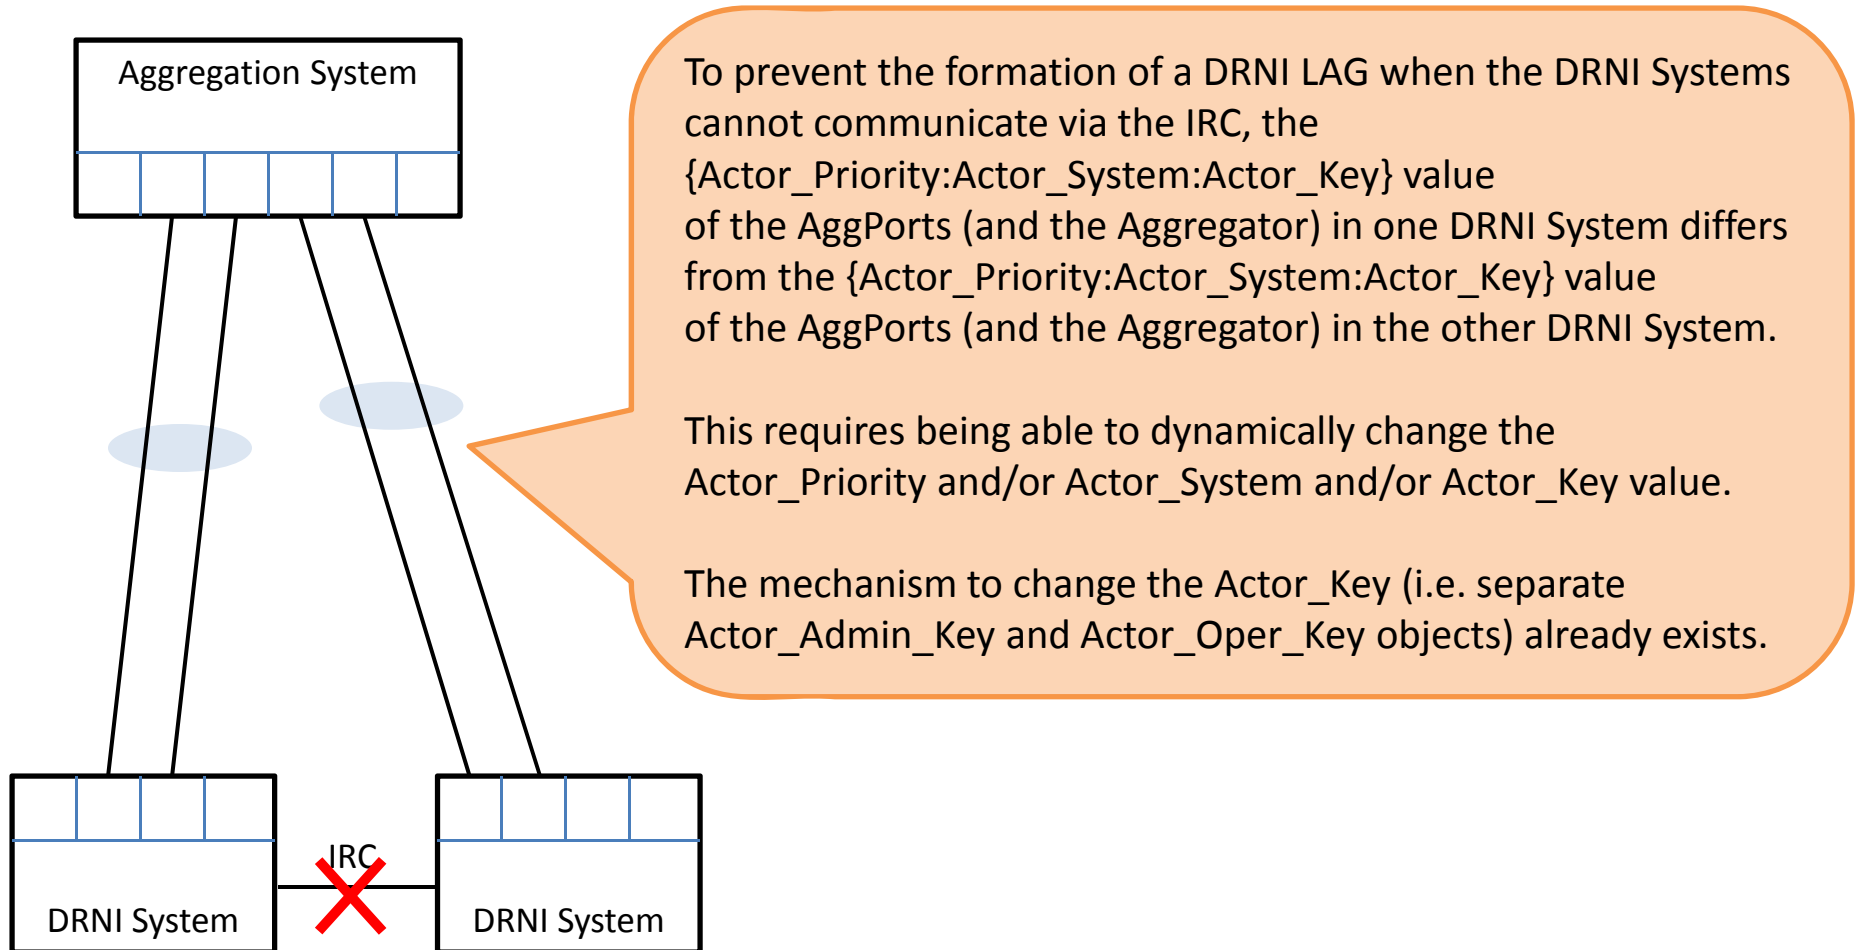 Aggregation System
To prevent the formation of a DRNI LAG when the DRNI Systems
cannot communicate via the IRC, the
{Actor_Priority:Actor_System:Actor_Key} value
of the AggPorts (and the Aggregator) in one DRNI System differs
from the {Actor_Priority:Actor_System:Actor_Key} value
of the AggPorts (and the Aggregator) in the other DRNI System.
This requires being able to dynamically change the
Actor_Priority and/or Actor_System and/or Actor_Key value.
The mechanism to change the Actor_Key (i.e. separate
Actor_Admin_Key and Actor_Oper_Key objects) already exists.
IRC
DRNI System
DRNI System